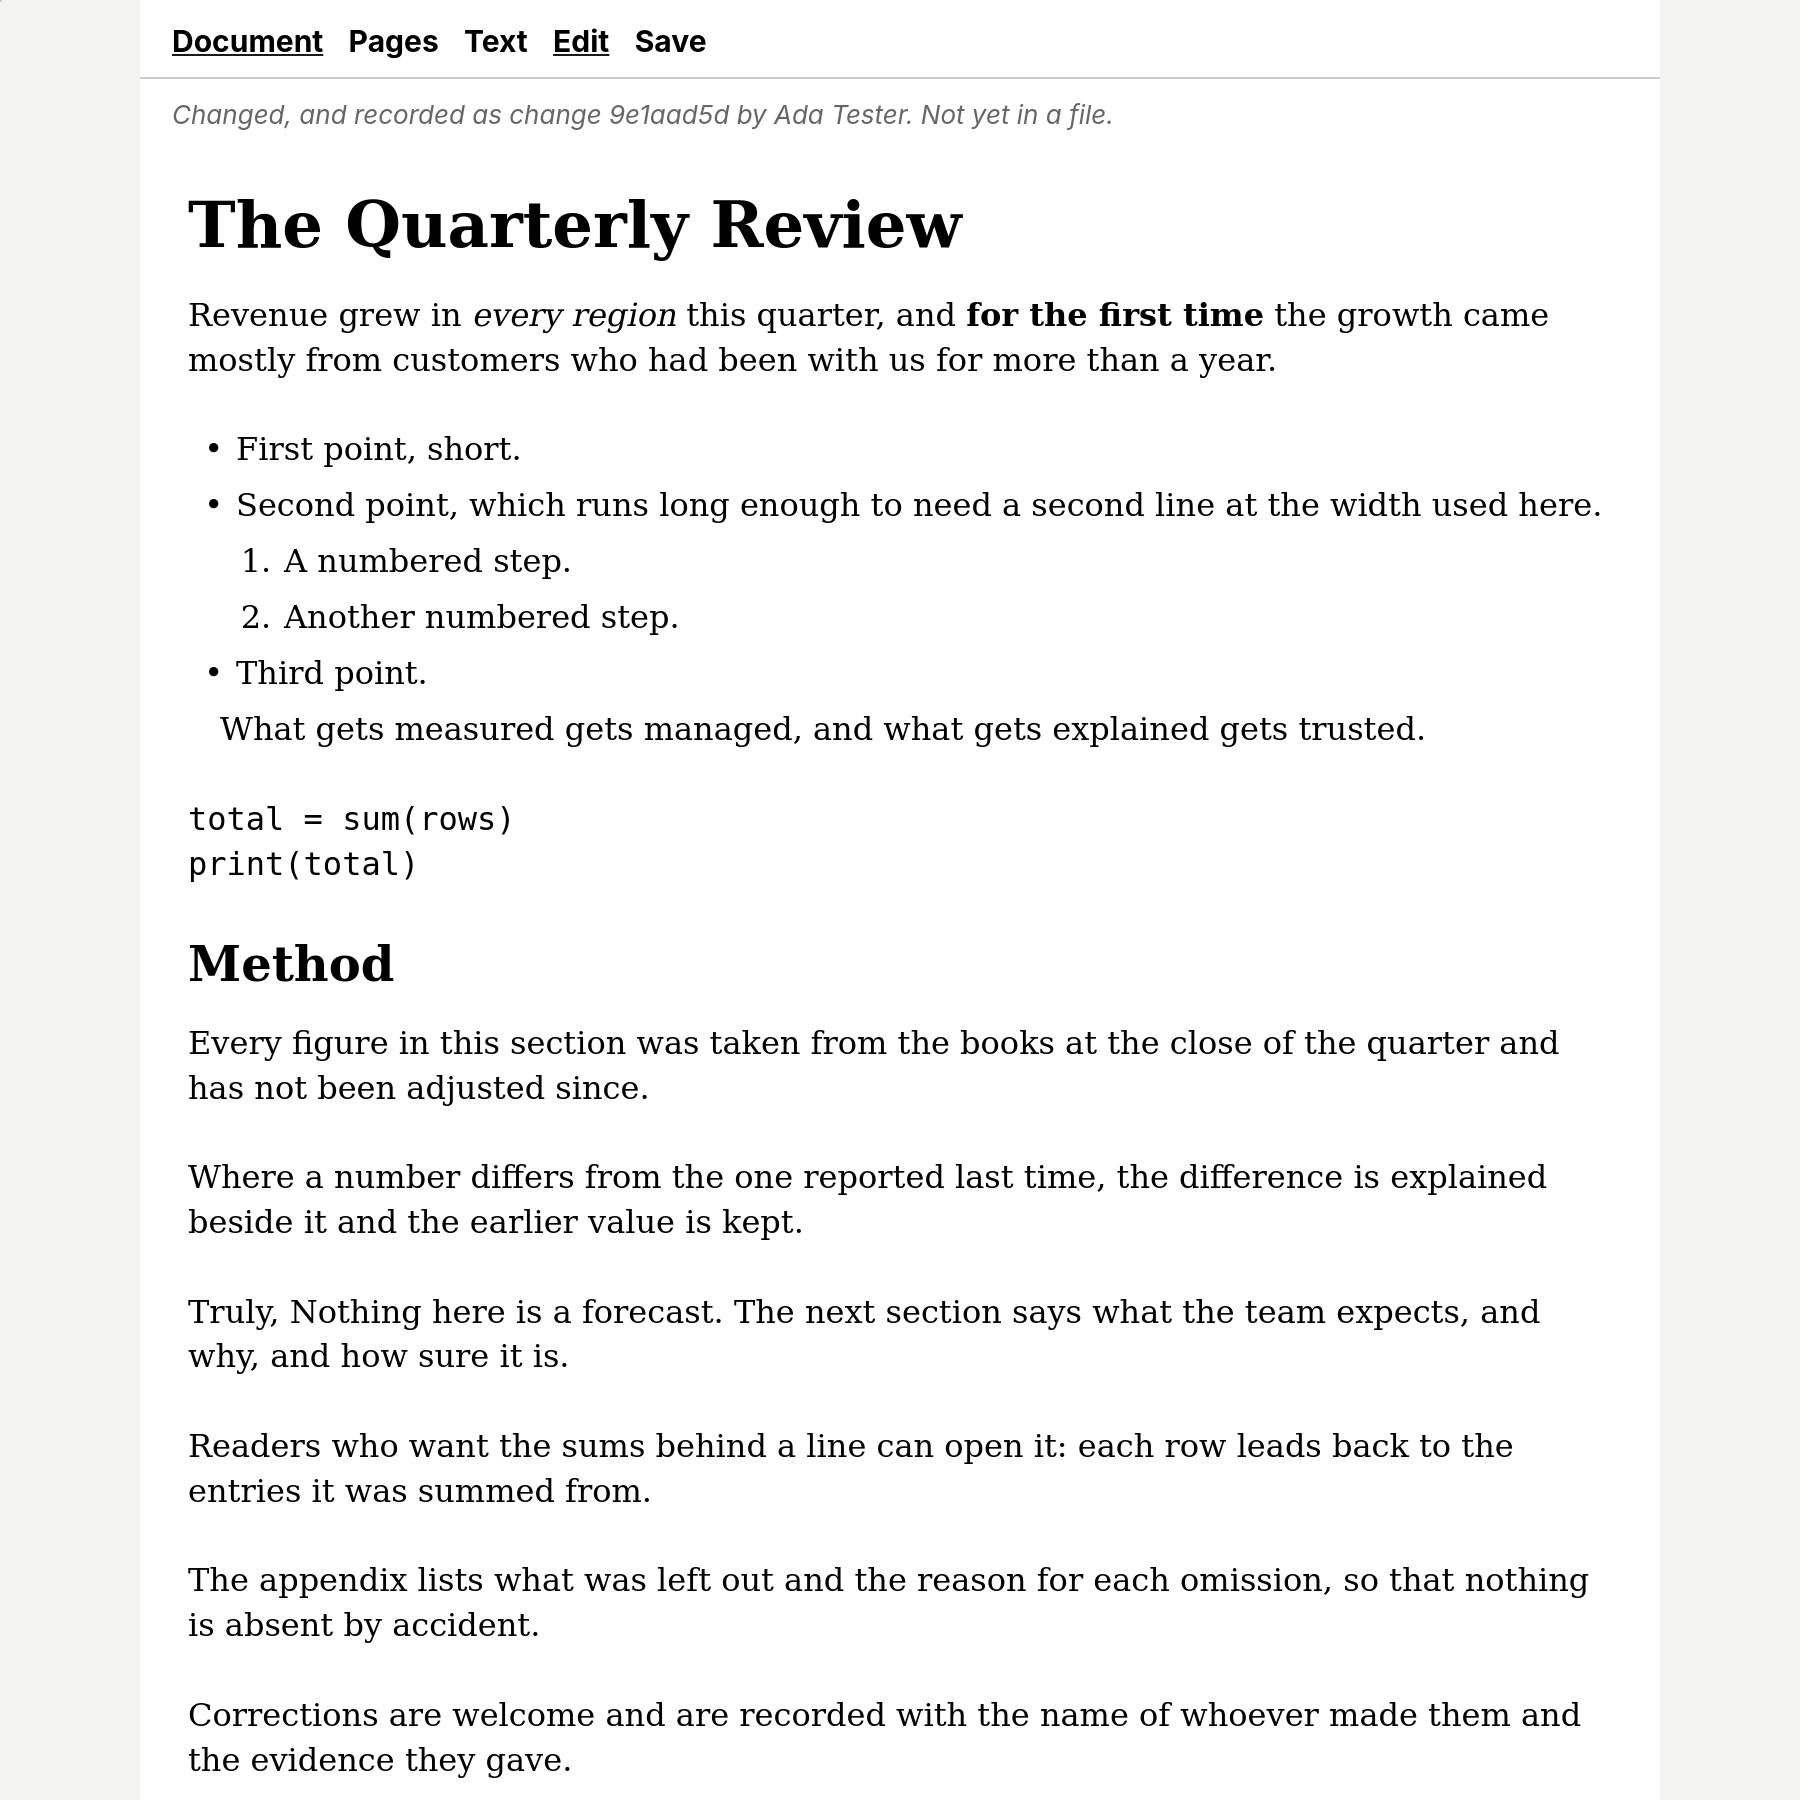 Document Pages Text Edit Save
Changed, and recorded as change 9e1aad5d by Ada Tester. Not yet in a file.
The Quarterly Review
Revenue grew in every region this quarter, and for the first time the growth came
mostly from customers who had been with us for more than a year.
• First point, short.
• Second point, which runs long enough to need a second line at the width used here.
1. A numbered step.
2. Another numbered step.
• Third point.
What gets measured gets managed, and what gets explained gets trusted.
total = sum(rows)
print(total)
Method
Every figure in this section was taken from the books at the close of the quarter and
has not been adjusted since.
Where a number differs from the one reported last time, the difference is explained
beside it and the earlier value is kept.
Truly, Nothing here is a forecast. The next section says what the team expects, and
why, and how sure it is.
Readers who want the sums behind a line can open it: each row leads back to the
entries it was summed from.
The appendix lists what was left out and the reason for each omission, so that nothing
is absent by accident.
Corrections are welcome and are recorded with the name of whoever made them and
the evidence they gave.